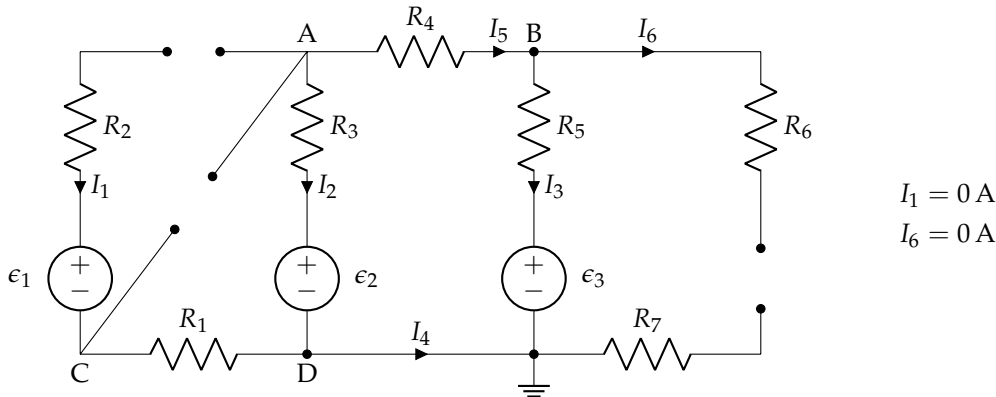 A R₄ I₅ B I₆
R₂ R₃ R₅ R₆
I₁ I₂ I₃
I₁ = 0 A
I₆ = 0 A
ϵ₁ + − ϵ₂ + − ϵ₃ + −
R₁ I₄ R₇
C D